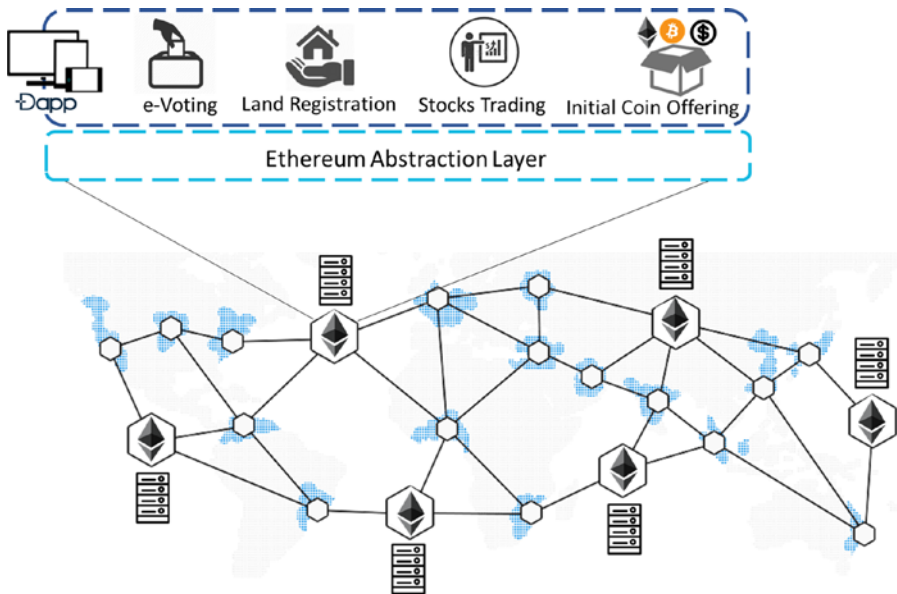 Dapp
e-Voting
Land Registration
Stocks Trading
Initial Coin Offering
Ethereum Abstraction Layer